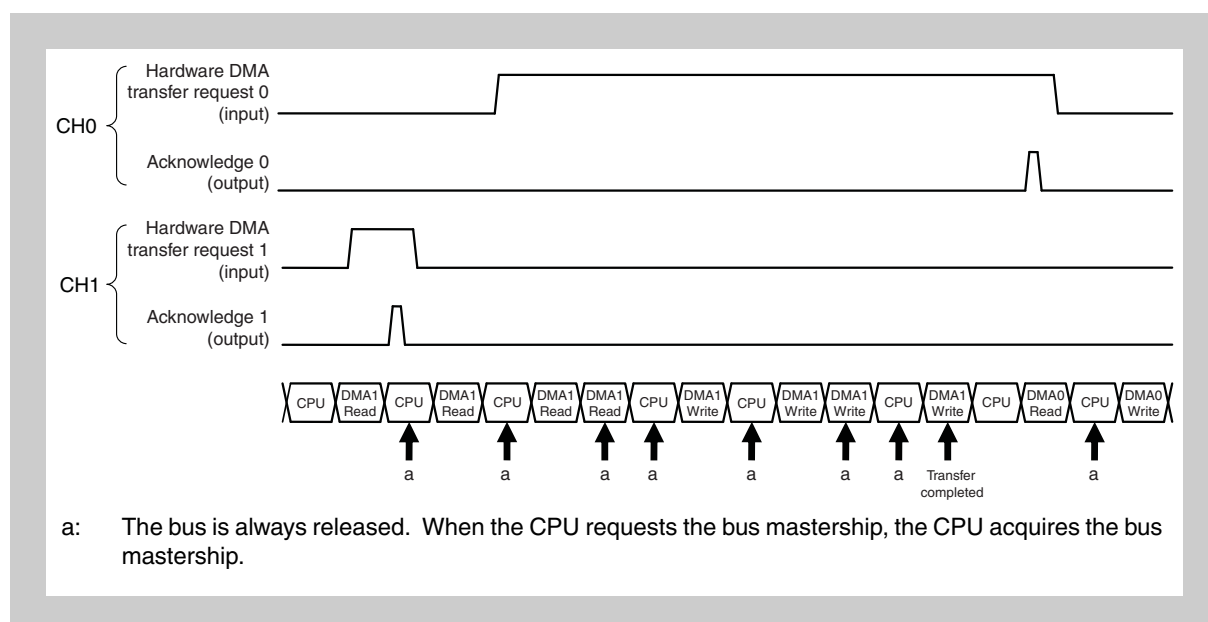 Hardware DMA
transfer request 0
(input)
CH0
Acknowledge 0
(output)
Hardware DMA
transfer request 1
(input)
CH1
Acknowledge 1
(output)
CPU DMA1 Read CPU DMA1 Read CPU DMA1 Read DMA1 Read CPU DMA1 Write CPU DMA1 Write DMA1 Write CPU DMA1 Write CPU DMA0 Read CPU DMA0 Write
a a a a a a a Transfer completed a
a: The bus is always released. When the CPU requests the bus mastership, the CPU acquires the bus
mastership.